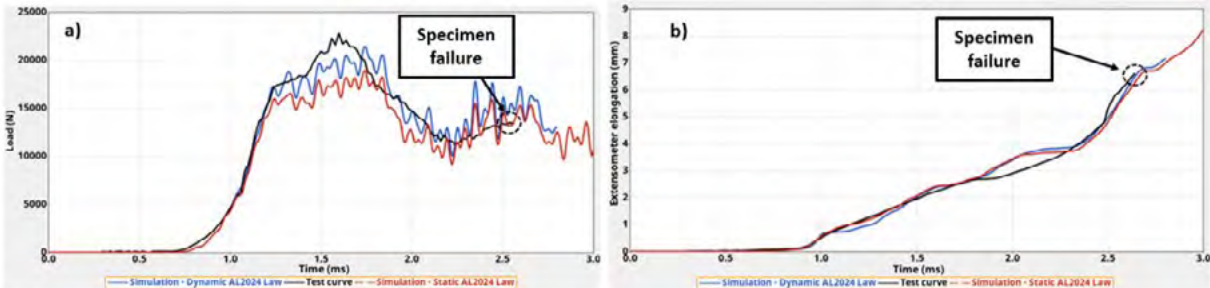 a)
25000
20000
15000
10000
5000
0
Load (N)
0.0 0.5 1.0 1.5 2.0 2.5 3.0
Time (ms)
Specimen
failure
Simulation - Dynamic AL2024 Law Test curve Simulation - Static AL2024 Law
b)
9
8
7
6
5
4
3
2
1
0
Extensometer elongation (mm)
0.0 0.5 1.0 1.5 2.0 2.5 3.0
Time (ms)
Specimen
failure
Simulation - Dynamic AL2024 Law Test curve Simulation - Static AL2024 Law